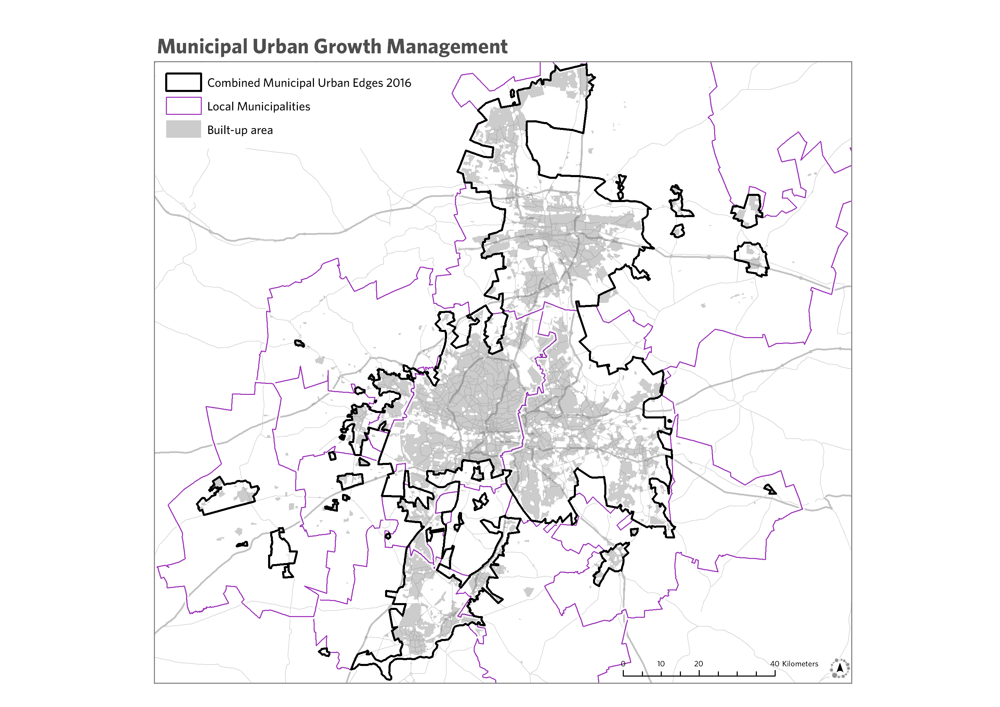 Municipal Urban Growth Management
Combined Municipal Urban Edges 2016
Local Municipalities
Built-up area
0 10 20 40 Kilometers